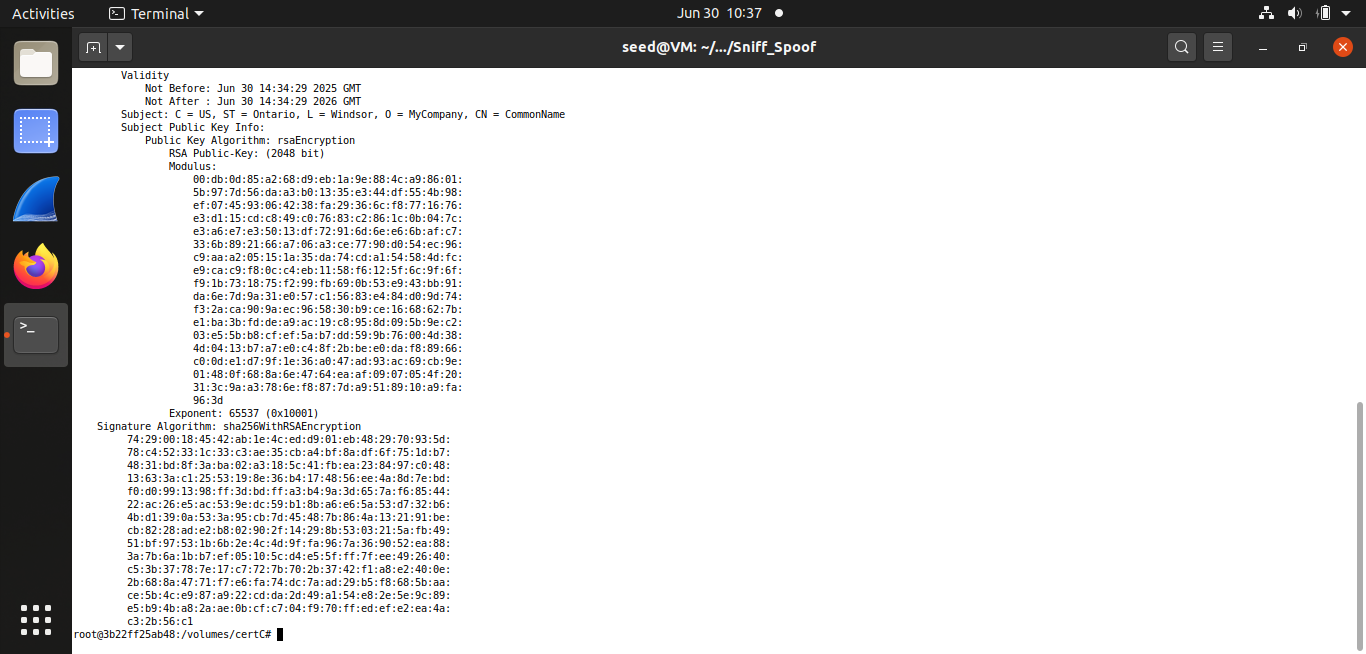 Activities
Terminal
Jun 30 10:37
seed@VM: ~/.../Sniff_Spoof
Validity
Not Before: Jun 30 14:34:29 2025 GMT
Not After : Jun 30 14:34:29 2026 GMT
Subject: C = US, ST = Ontario, L = Windsor, O = MyCompany, CN = CommonName
Subject Public Key Info:
Public Key Algorithm: rsaEncryption
RSA Public-Key: (2048 bit)
Modulus:
00:db:0d:85:a2:68:d9:eb:1a:9e:88:4c:a9:86:01:
5b:97:7d:56:da:a3:b0:13:35:e3:44:df:55:4b:98:
ef:07:45:93:06:42:38:fa:29:36:6c:f8:77:16:76:
e3:d1:15:cd:c8:49:c0:76:83:c2:86:1c:0b:04:7c:
e3:a6:e7:e3:50:13:df:72:91:6d:6e:e6:6b:af:c7:
33:6b:89:21:66:a7:06:a3:ce:77:90:d0:54:ec:96:
c9:aa:a2:05:15:1a:35:da:74:cd:a1:54:58:4d:fc:
e9:ca:c9:f8:0c:c4:eb:11:58:f6:12:5f:6c:9f:6f:
f9:1b:73:18:75:f2:99:fb:69:0b:53:e9:43:bb:91:
da:6e:7d:9a:31:e0:57:c1:56:83:e4:84:d0:9d:74:
f3:2a:ca:90:9a:ec:96:58:30:b9:ce:16:68:62:7b:
e1:ba:3b:fd:de:a9:ac:19:c8:95:8d:09:5b:9e:c2:
03:e5:5b:b8:cf:ef:5a:b7:dd:59:9b:76:00:4d:38:
4d:04:13:b7:a7:e0:c4:8f:2b:be:e0:da:f8:89:66:
c0:0d:e1:d7:9f:1e:36:a0:47:ad:93:ac:69:cb:9e:
01:48:0f:68:8a:6e:47:64:ea:af:09:07:05:4f:20:
31:3c:9a:a3:78:6e:f8:87:7d:a9:51:89:10:a9:fa:
96:3d
Exponent: 65537 (0x10001)
Signature Algorithm: sha256WithRSAEncryption
74:29:00:18:45:42:ab:1e:4c:ed:d9:01:eb:48:29:70:93:5d:
78:c4:52:33:1c:33:c3:ae:35:cb:a4:bf:8a:df:6f:75:1d:b7:
48:31:bd:8f:3a:ba:02:a3:18:5c:41:fb:ea:23:84:97:c0:48:
13:63:3a:c1:25:53:19:8e:36:b4:17:48:56:ee:4a:8d:7e:bd:
f0:d0:99:13:98:ff:3d:bd:ff:a3:b4:9a:3d:65:7a:f6:85:44:
22:ac:26:e5:ac:53:9e:dc:59:b1:8b:a6:e6:5a:53:d7:32:b6:
4b:d1:39:0a:53:3a:95:cb:7d:45:48:7b:86:4a:13:21:91:be:
cb:82:28:ad:e2:b8:02:90:2f:14:29:8b:53:03:21:5a:fb:49:
51:bf:97:53:1b:6b:2e:4c:4d:9f:fa:96:7a:36:90:52:ea:88:
3a:7b:6a:1b:b7:ef:05:10:5c:d4:e5:5f:ff:7f:ee:49:26:40:
c5:3b:37:78:7e:17:c7:72:7b:70:2b:37:42:f1:a8:e2:40:0e:
2b:68:8a:47:71:f7:e6:fa:74:dc:7a:ad:29:b5:f8:68:5b:aa:
ce:5b:4c:e9:87:a9:22:cd:da:2d:49:a1:54:e8:2e:5e:9c:89:
e5:b9:4b:a8:2a:ae:0b:cf:c7:04:f9:70:ff:ed:ef:e2:ea:4a:
c3:2b:56:c1
root@3b22ff25ab48:/volumes/certC#